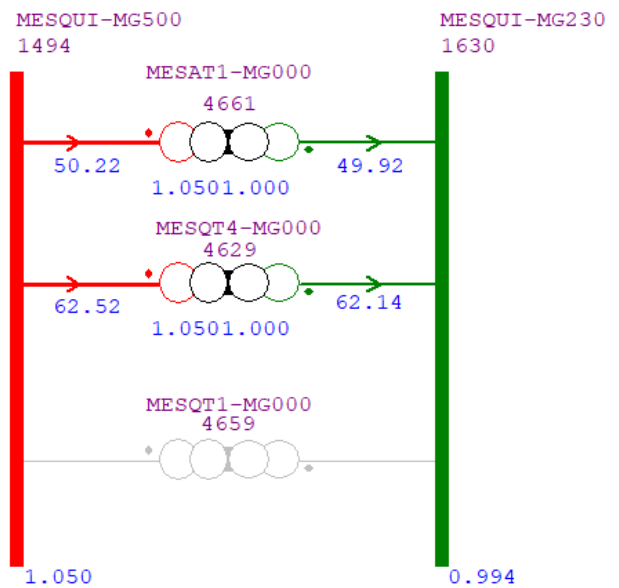 MESQUI-MG500
1494
MESQUI-MG230
1630
MESAT1-MG000
4661
50.22
49.92
1.0501.000
MESQT4-MG000
4629
62.52
62.14
1.0501.000
MESQT1-MG000
4659
1.050
0.994